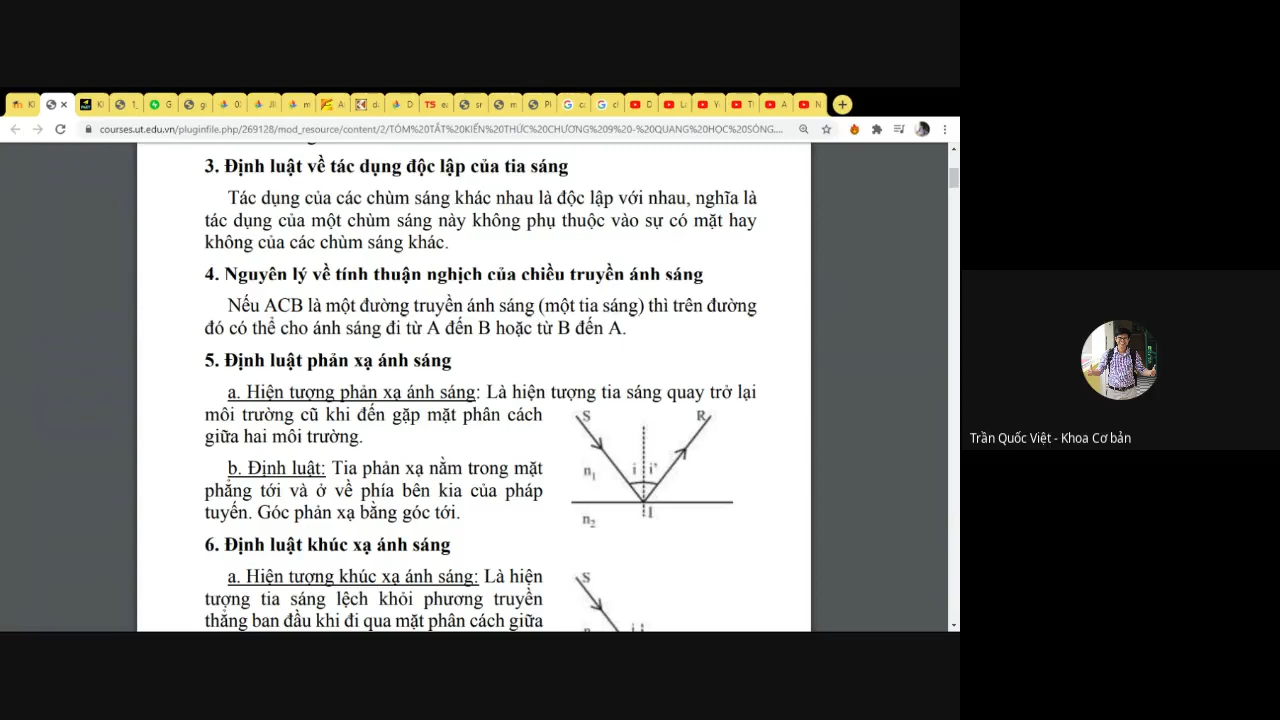 courses.ut.edu.vn/pluginfile.php/269128/mod_resource/content/2/TÓM%20TẮT%20KIẾN%20THỨC%20CHƯƠNG%209%20-%20QUANG%20HỌC%20SÓNG....
3. Định luật về tác dụng độc lập của tia sáng
Tác dụng của các chùm sáng khác nhau là độc lập với nhau, nghĩa là
tác dụng của một chùm sáng này không phụ thuộc vào sự có mặt hay
không của các chùm sáng khác.
4. Nguyên lý về tính thuận nghịch của chiều truyền ánh sáng
Nếu ACB là một đường truyền ánh sáng (một tia sáng) thì trên đường
đó có thể cho ánh sáng đi từ A đến B hoặc từ B đến A.
5. Định luật phản xạ ánh sáng
a. Hiện tượng phản xạ ánh sáng: Là hiện tượng tia sáng quay trở lại
môi trường cũ khi đến gặp mặt phân cách
giữa hai môi trường.
S R
i i'
n1
I
n2
b. Định luật: Tia phản xạ nằm trong mặt
phẳng tới và ở về phía bên kia của pháp
tuyến. Góc phản xạ bằng góc tới.
6. Định luật khúc xạ ánh sáng
a. Hiện tượng khúc xạ ánh sáng: Là hiện
tượng tia sáng lệch khỏi phương truyền
thẳng ban đầu khi đi qua mặt phân cách giữa
S
Trần Quốc Việt - Khoa Cơ bản